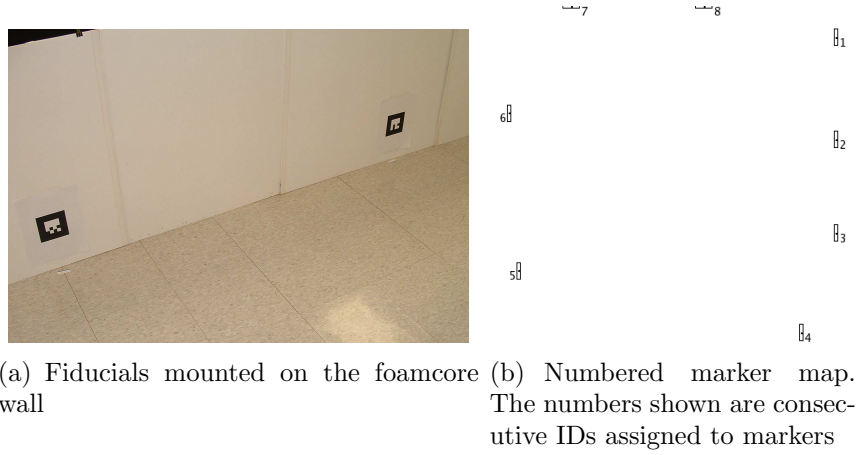 7
8
1
6
2
3
5
4
(a) Fiducials mounted on the foamcore
wall
(b) Numbered marker map.
The numbers shown are consec-
utive IDs assigned to markers